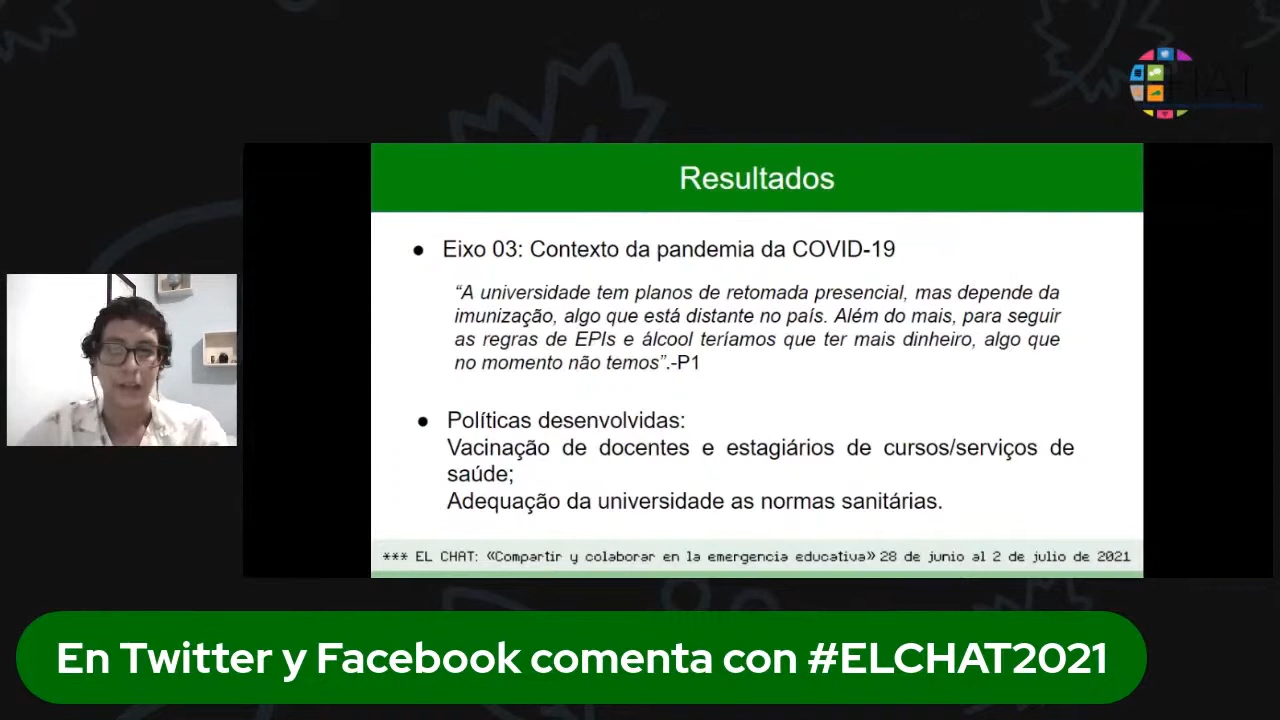 Resultados
● Eixo 03: Contexto da pandemia da COVID-19
“A universidade tem planos de retomada presencial, mas depende da
imunização, algo que está distante no país. Além do mais, para seguir
as regras de EPIs e álcool teríamos que ter mais dinheiro, algo que
no momento não temos”.-P1
● Políticas desenvolvidas:
Vacinação de docentes e estagiários de cursos/serviços de
saúde;
Adequação da universidade as normas sanitárias.
*** EL CHAT: «Compartir y colaborar en la emergencia educativa» 28 de junio al 2 de julio de 2021
En Twitter y Facebook comenta con #ELCHAT2021